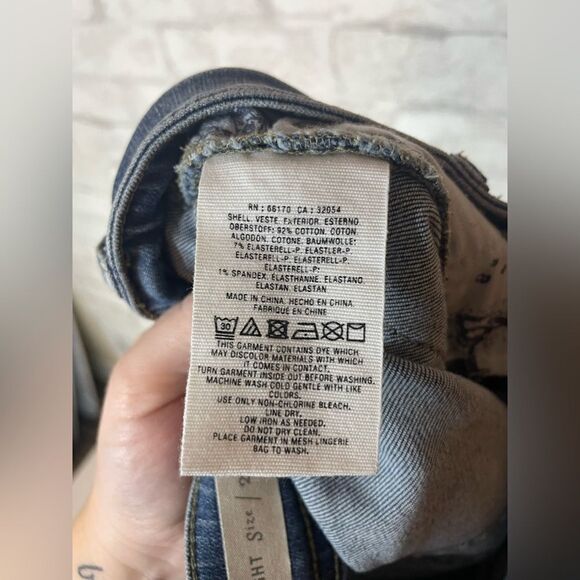 RN : 66170 CA : 32054
SHELL. VESTE. EXTERIOR. ESTERNO
OBERSTOFF: 92% COTTON. COTON.
ALGODON. COTONE. BAUMWOLLE:
7% ELASTERELL-P. ELASTLER-P.
ELASTERELL-P. ELASTERELL-P.
ELASTERELL-P:
1% SPANDEX. ELASTHANNE. ELASTANO.
ELASTAN. ELASTAN
MADE IN CHINA. HECHO EN CHINA.
FABRIQUE EN CHINE
30
THIS GARMENT CONTAINS DYE WHICH
MAY DISCOLOR MATERIALS WITH WHICH
IT COMES IN CONTACT.
TURN GARMENT INSIDE OUT BEFORE WASHING.
MACHINE WASH COLD GENTLE WITH LIKE
COLORS.
USE ONLY NON-CHLORINE BLEACH.
LINE DRY.
LOW IRON AS NEEDED.
DO NOT DRY CLEAN.
PLACE GARMENT IN MESH LINGERIE
BAG TO WASH.
SIZE | 2